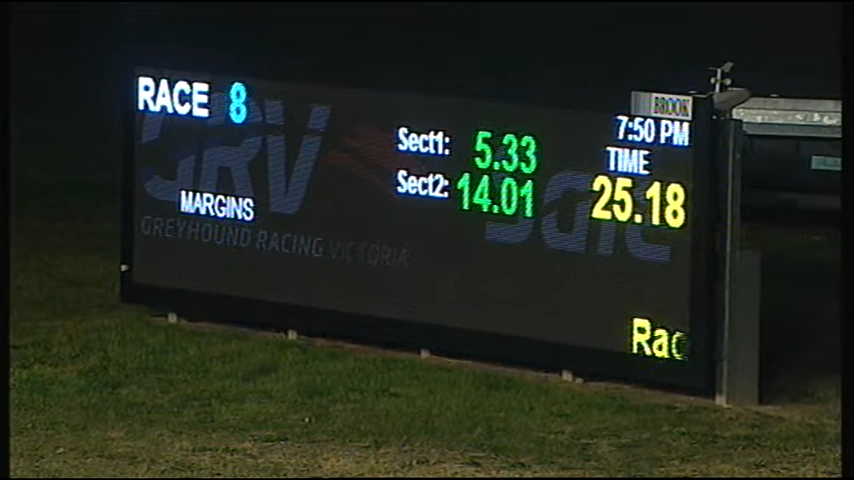 RACE 8
GRV
GREYHOUND RACING VICTORIA
MARGINS
Sect1: 5.33
Sect2: 14.01
BROOK
7:50 PM
TIME
25.18
Rac